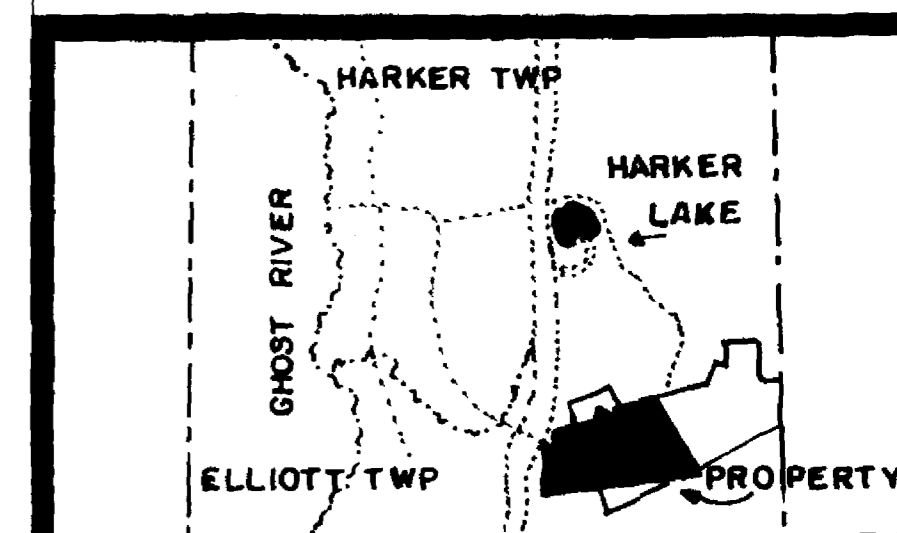 HARKER TWP
HARKER
LAKE
GHOST RIVER
ELLIOTT TWP
PROPERTY